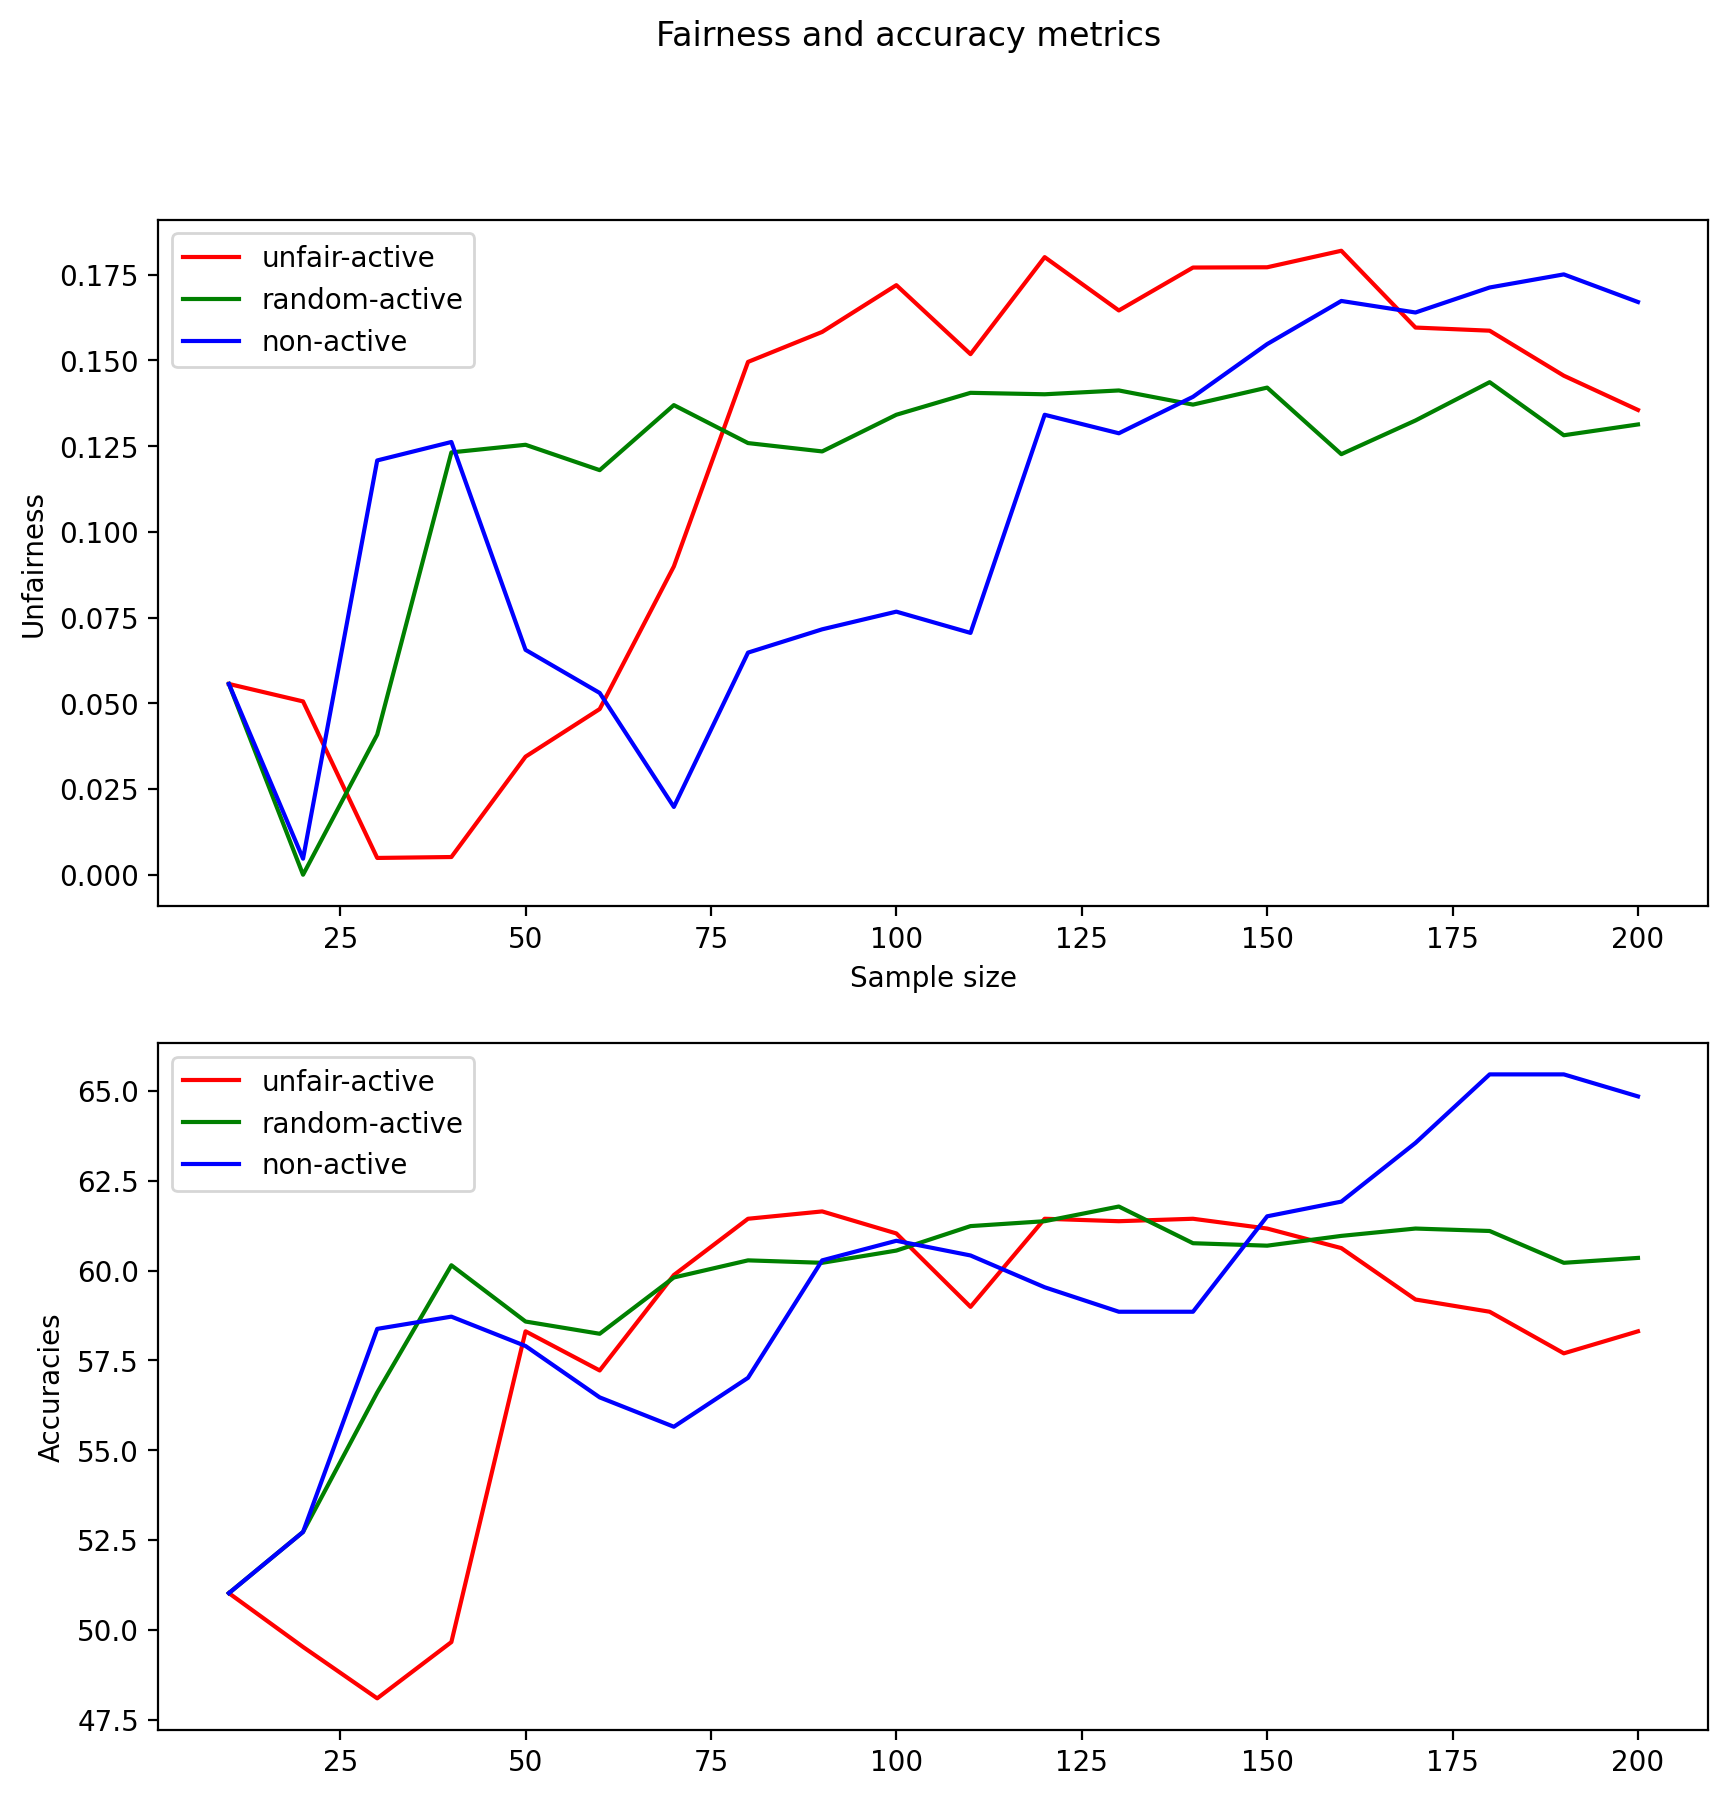 Fairness and accuracy metrics
unfair-active
random-active
non-active
0.175
0.150
0.125
0.100
0.075
0.050
0.025
0.000
Unfairness
25 50 75 100 125 150 175 200
Sample size
unfair-active
random-active
non-active
65.0
62.5
60.0
57.5
55.0
52.5
50.0
47.5
Accuracies
25 50 75 100 125 150 175 200